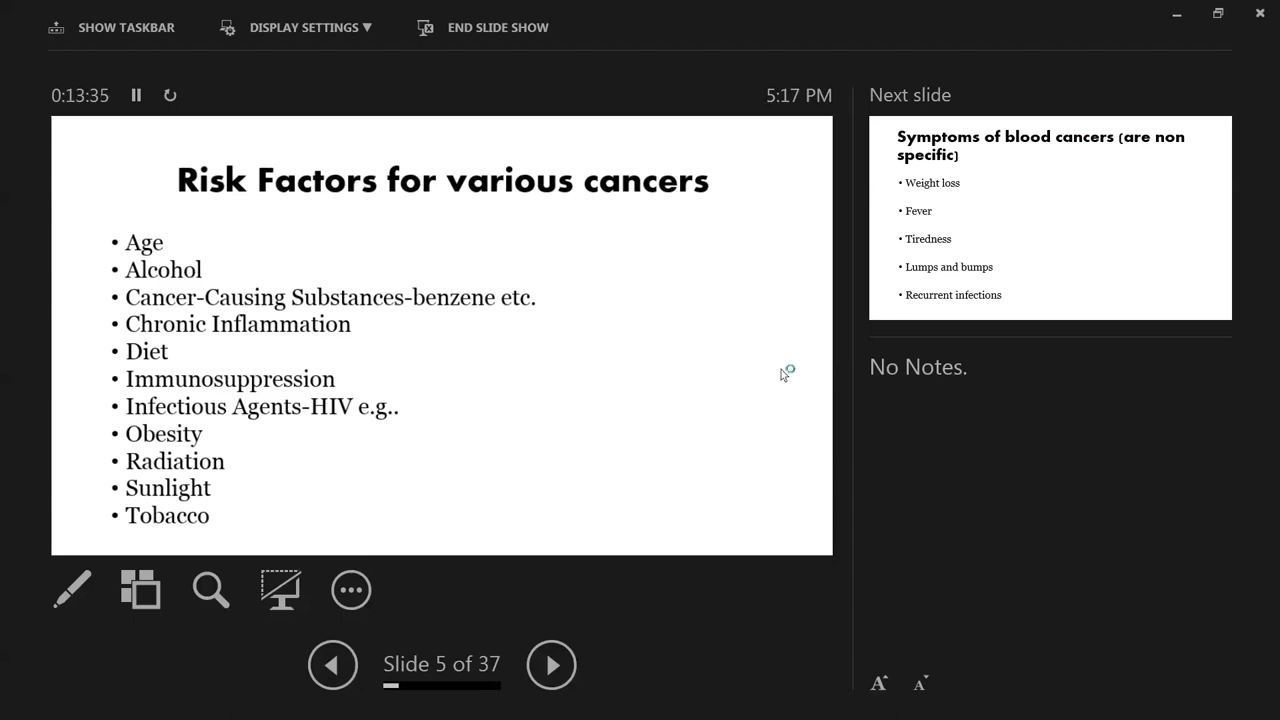 SHOW TASKBAR
DISPLAY SETTINGS ▼
END SLIDE SHOW
0:13:35
5:17 PM
Risk Factors for various cancers
• Age
• Alcohol
• Cancer-Causing Substances-benzene etc.
• Chronic Inflammation
• Diet
• Immunosuppression
• Infectious Agents-HIV e.g..
• Obesity
• Radiation
• Sunlight
• Tobacco
Next slide
Symptoms of blood cancers (are non
specific)
• Weight loss
• Fever
• Tiredness
• Lumps and bumps
• Recurrent infections
No Notes.
Slide 5 of 37
A A